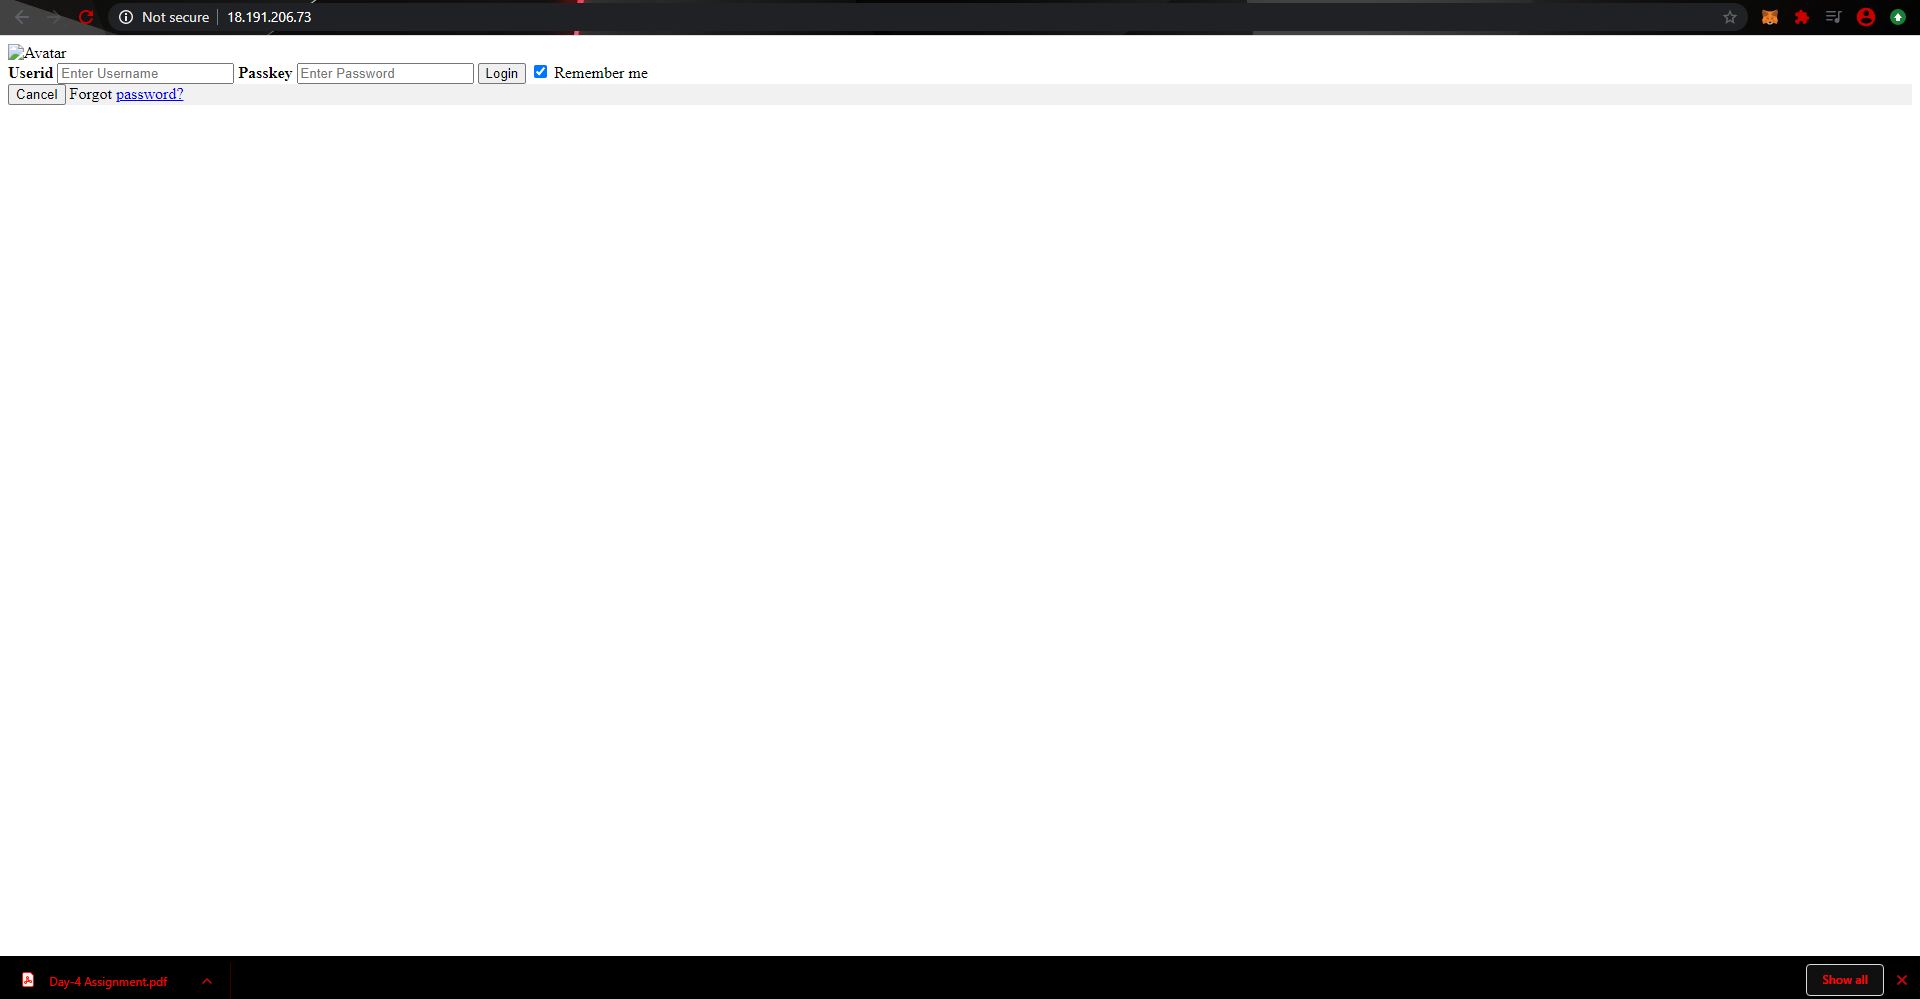 Not secure 18.191.206.73
Avatar
Userid Enter Username Passkey Enter Password Login Remember me
Cancel Forgot password?
Day-4 Assignment.pdf Show all